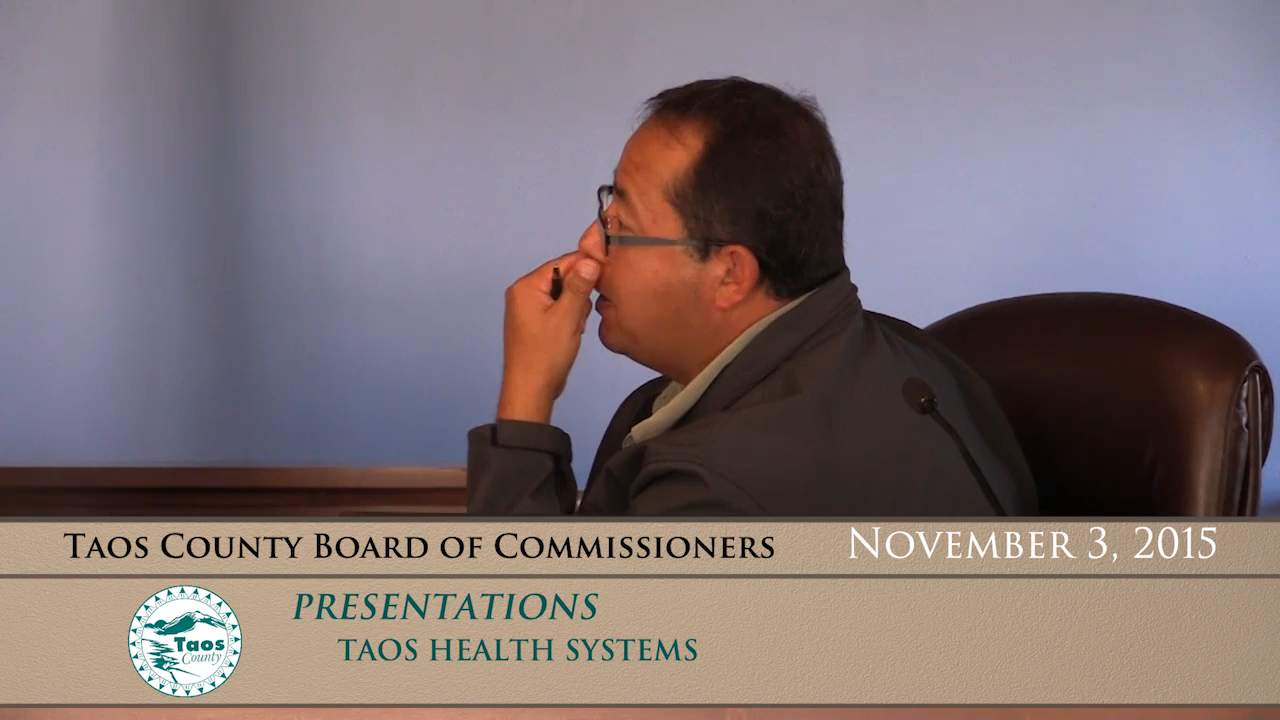 TAOS COUNTY BOARD OF COMMISSIONERS
NOVEMBER 3, 2015
PRESENTATIONS
TAOS HEALTH SYSTEMS
Taos
County